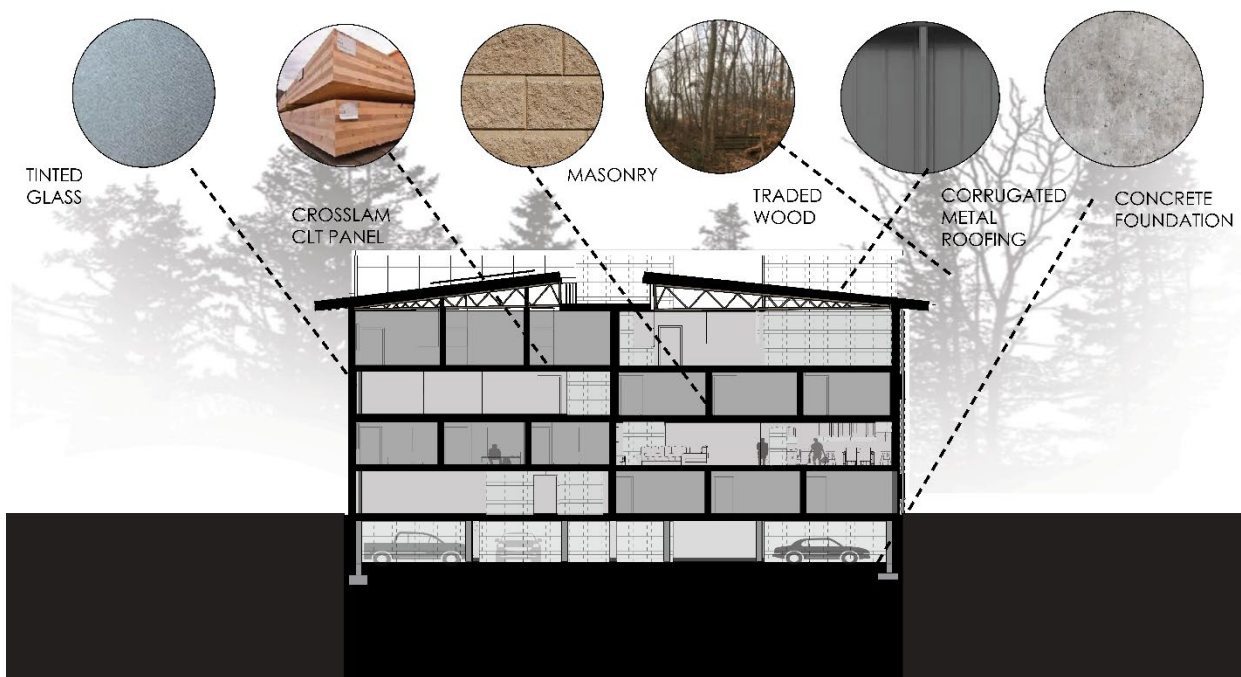 TINTED
GLASS
CROSSLAM
CLT PANEL
MASONRY
TRADED
WOOD
CORRUGATED
METAL
ROOFING
CONCRETE
FOUNDATION